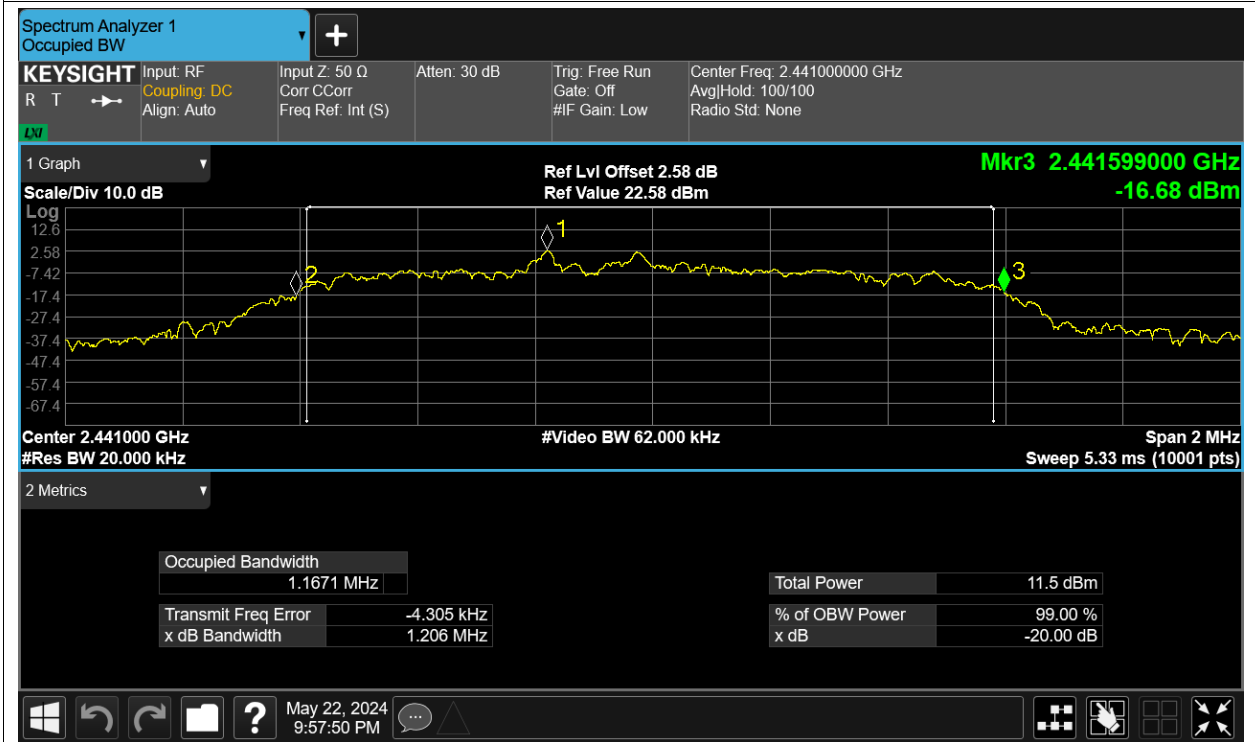 Spectrum Analyzer 1
Occupied BW
KEYSIGHT
R T
LXI
Input: RF
Coupling: DC
Align: Auto
Input Z: 50 Ω
Corr CCorr
Freq Ref: Int (S)
Atten: 30 dB
Trig: Free Run
Gate: Off
#IF Gain: Low
Center Freq: 2.441000000 GHz
Avg|Hold: 100/100
Radio Std: None
1 Graph
Scale/Div 10.0 dB
Ref Lvl Offset 2.58 dB
Ref Value 22.58 dBm
Mkr3 2.441599000 GHz
-16.68 dBm
Log
12.6
2.58
-7.42
-17.4
-27.4
-37.4
-47.4
-57.4
-67.4
1
2
3
Center 2.441000 GHz
#Video BW 62.000 kHz
Span 2 MHz
#Res BW 20.000 kHz
Sweep 5.33 ms (10001 pts)
2 Metrics
Occupied Bandwidth
1.1671 MHz
Transmit Freq Error -4.305 kHz
x dB Bandwidth 1.206 MHz
Total Power 11.5 dBm
% of OBW Power 99.00 %
x dB -20.00 dB
?
May 22, 2024
9:57:50 PM